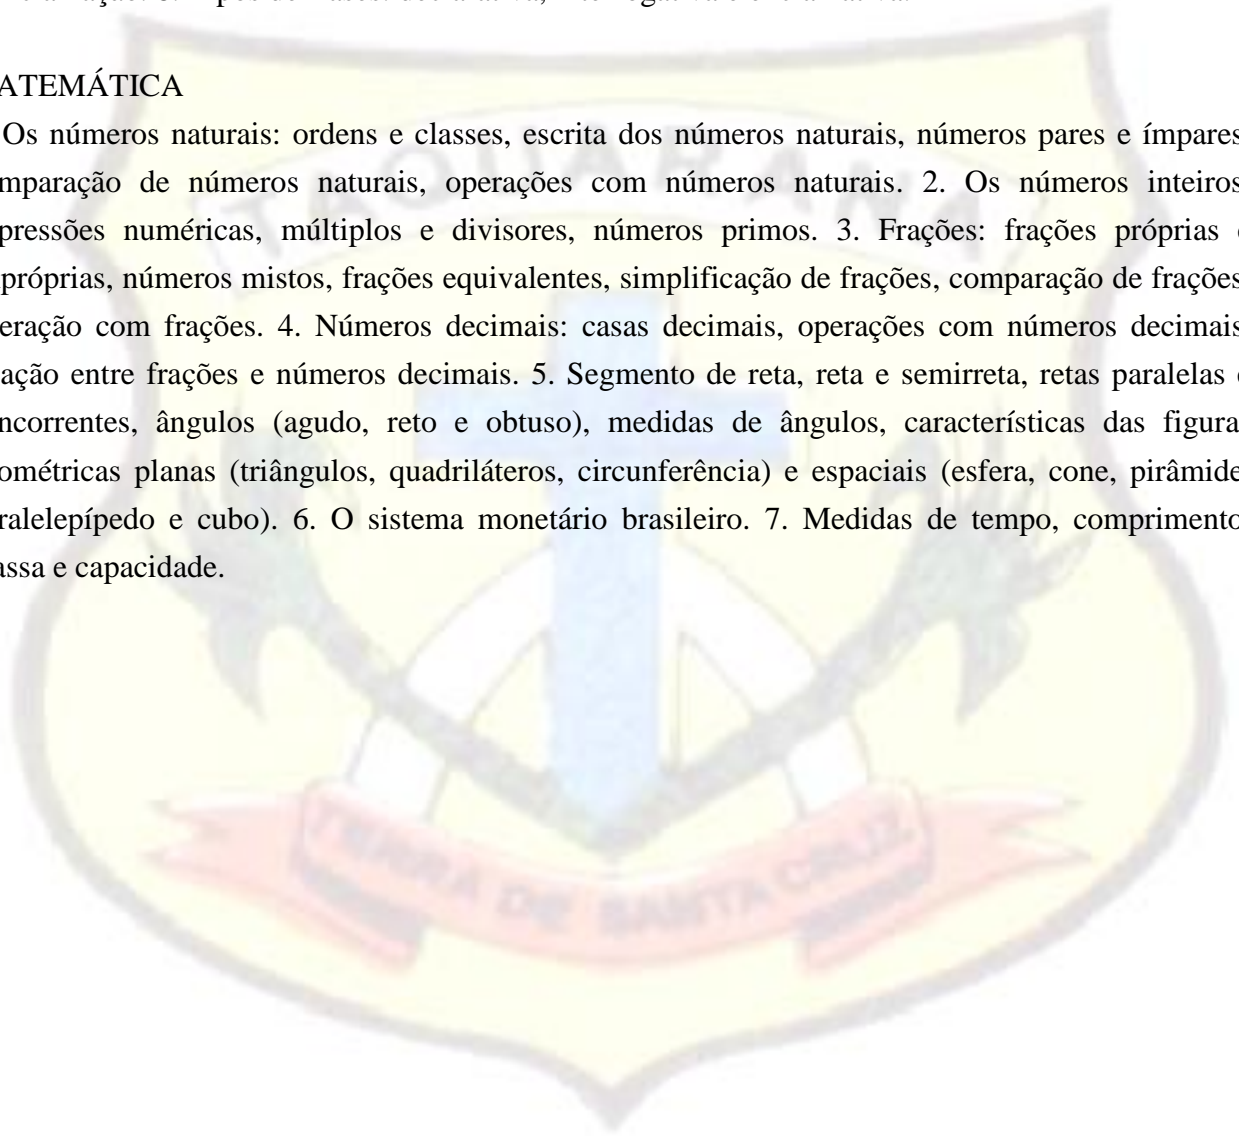 TAQUARANA
ATEMÁTICA
Os números naturais: ordens e classes, escrita dos números naturais, números pares e ímpares
mparação de números naturais, operações com números naturais. 2. Os números inteiros
pressões numéricas, múltiplos e divisores, números primos. 3. Frações: frações próprias
próprias, números mistos, frações equivalentes, simplificação de frações, comparação de frações
eração com frações. 4. Números decimais: casas decimais, operações com números decimais
ação entre frações e números decimais. 5. Segmento de reta, reta e semirreta, retas paralelas
ncorrentes, ângulos (agudo, reto e obtuso), medidas de ângulos, características das figura
ométricas planas (triângulos, quadriláteros, circunferência) e espaciais (esfera, cone, pirâmide
ralelepípedo e cubo). 6. O sistema monetário brasileiro. 7. Medidas de tempo, comprimento
assa e capacidade.
TERRA DE SANTA CRUZ